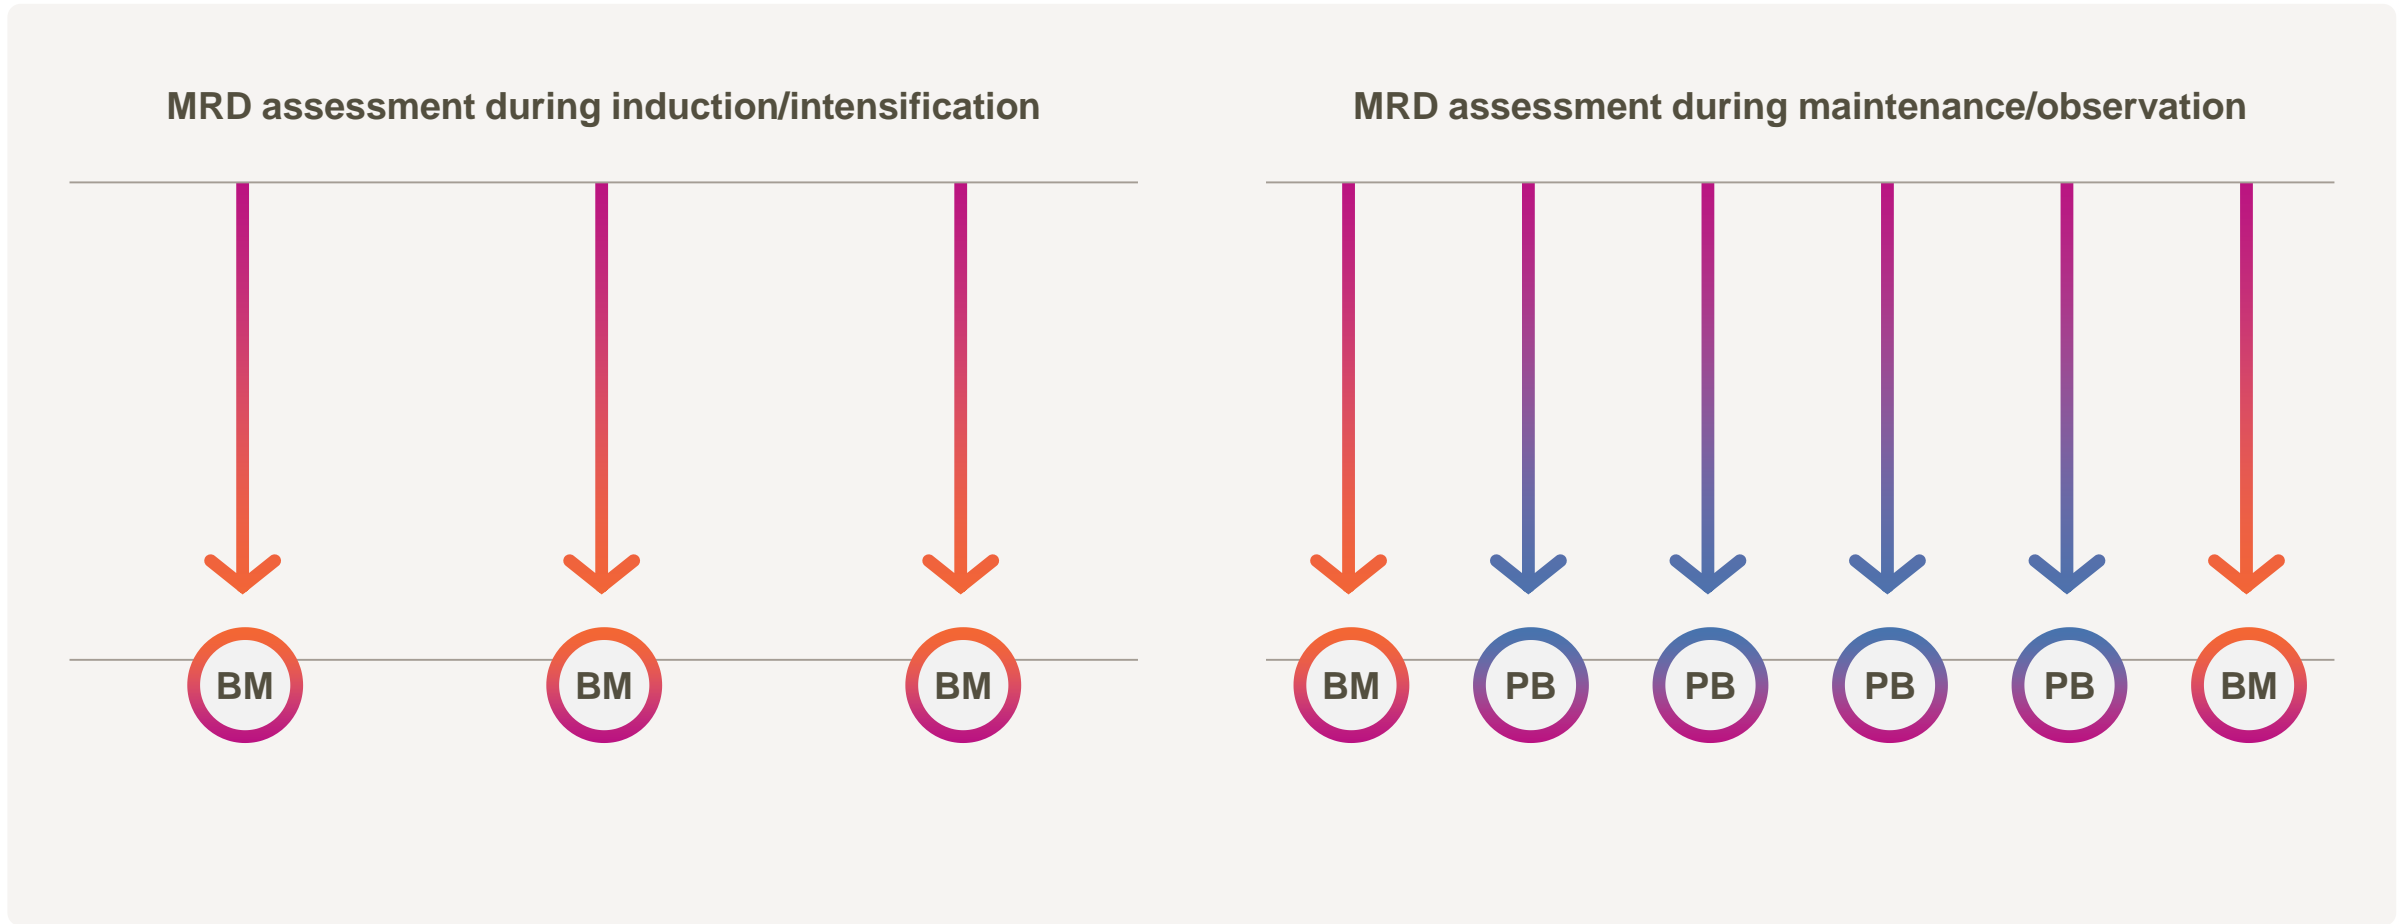 MRD assessment during induction/intensification
BM BM BM
MRD assessment during maintenance/observation
BM PB PB PB PB BM